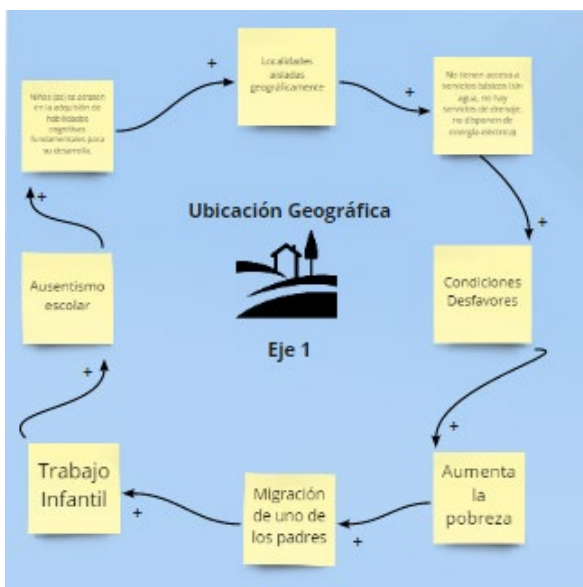 Localidades
aisladas
geográficamente
No tienen acceso a
servicios básicos (sin
agua, no hay
servicios de drenaje,
no disponen de
energía eléctrica)
Condiciones
Desfavores
Aumenta
la
pobreza
Migración
de uno de
los padres
Trabajo
Infantil
Ausentismo
escolar
Niños (as) se atrasan
en la adquisición de
habilidades
cognitivas
fundamentales para
su desarrollo.
Ubicación Geográfica
Eje 1
+
+
+
+
+
+
+
+